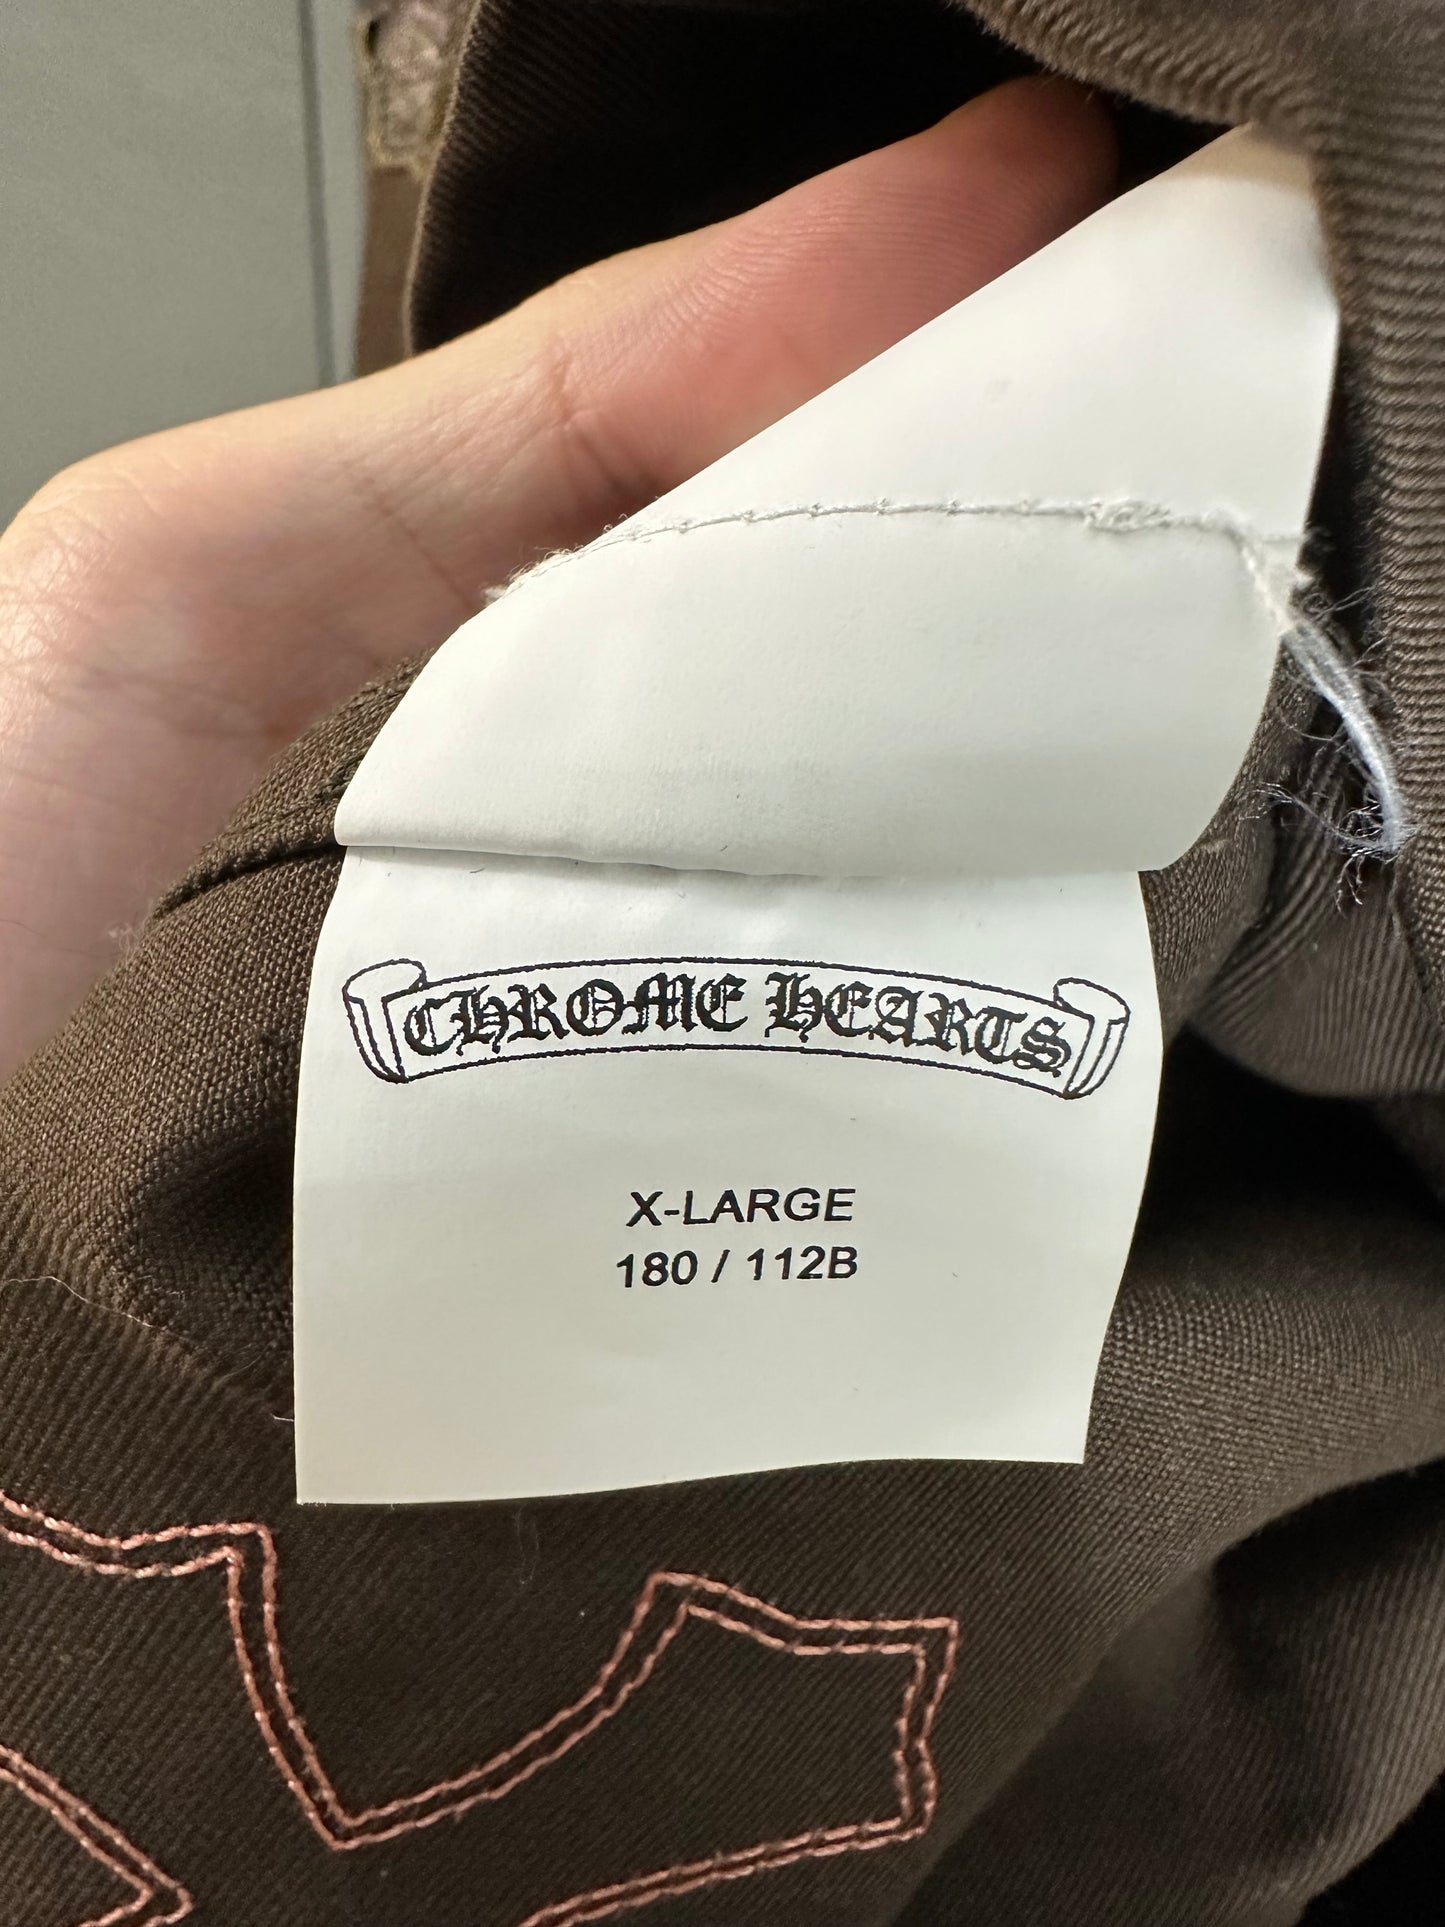 CHROME HEARTS
X-LARGE
180 / 112B